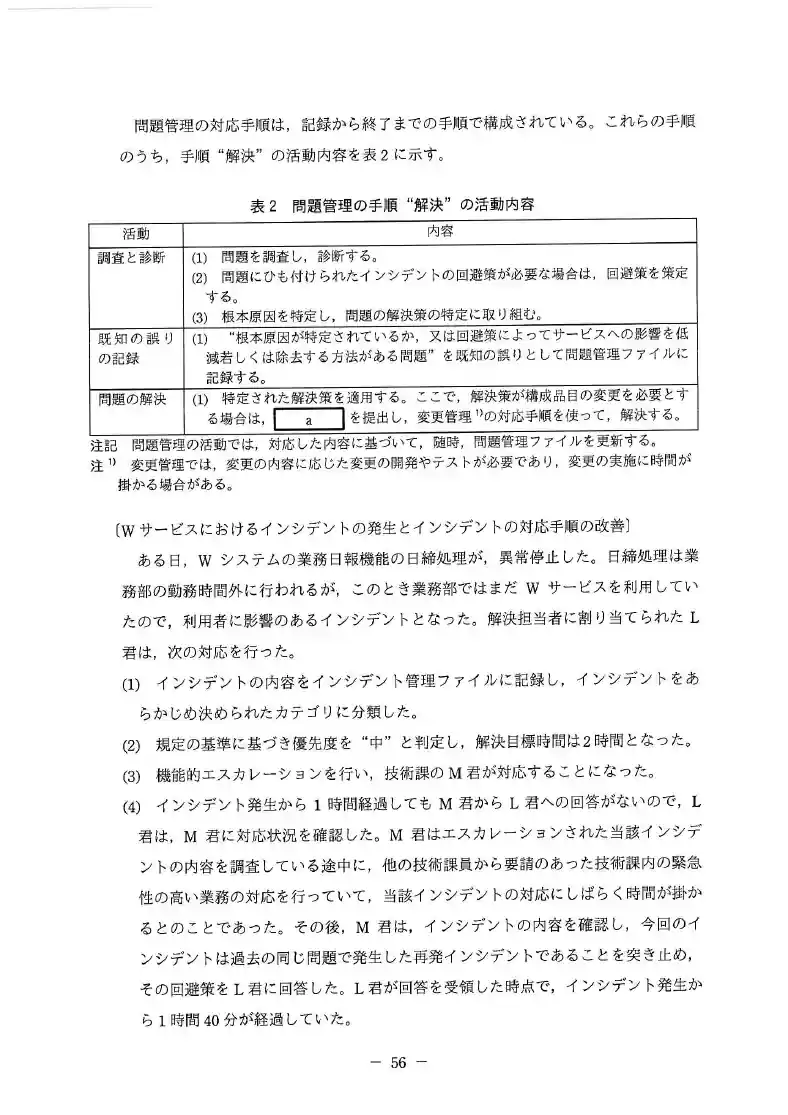 問題管理の対応手順は，記録から終了までの手順で構成されている。これらの手順
のうち，手順“解決”の活動内容を表2に示す。
表2　問題管理の手順“解決”の活動内容
活動
内容
調査と診断
(1)　問題を調査し，診断する。
(2)　問題にひも付けられたインシデントの回避策が必要な場合は，回避策を策定
する。
(3)　根本原因を特定し，問題の解決策の特定に取り組む。
既知の誤り
の記録
(1)　“根本原因が特定されているか，又は回避策によってサービスへの影響を低
減若しくは除去する方法がある問題”を既知の誤りとして問題管理ファイルに
記録する。
問題の解決
(1)　特定された解決策を適用する。ここで，解決策が構成品目の変更を必要とす
る場合は，　a　を提出し，変更管理1)の対応手順を使って，解決する。
注記　問題管理の活動では，対応した内容に基づいて，随時，問題管理ファイルを更新する。
注1)　変更管理では，変更の内容に応じた変更の開発やテストが必要であり，変更の実施に時間が
掛かる場合がある。
〔Wサービスにおけるインシデントの発生とインシデントの対応手順の改善〕
ある日，W システムの業務日報機能の日締処理が，異常停止した。日締処理は業
務部の勤務時間外に行われるが，このとき業務部ではまだ W サービスを利用してい
たので，利用者に影響のあるインシデントとなった。解決担当者に割り当てられた L
君は，次の対応を行った。
(1)　インシデントの内容をインシデント管理ファイルに記録し，インシデントをあ
らかじめ決められたカテゴリに分類した。
(2)　規定の基準に基づき優先度を“中”と判定し，解決目標時間は2時間となった。
(3)　機能的エスカレーションを行い，技術課の M 君が対応することになった。
(4)　インシデント発生から 1 時間経過しても M 君から L 君への回答がないので，L
君は，M 君に対応状況を確認した。M 君はエスカレーションされた当該インシデ
ントの内容を調査している途中に，他の技術課員から要請のあった技術課内の緊急
性の高い業務の対応を行っていて，当該インシデントの対応にしばらく時間が掛か
るとのことであった。その後，M 君は，インシデントの内容を確認し，今回のイ
ンシデントは過去の同じ問題で発生した再発インシデントであることを突き止め，
その回避策を L 君に回答した。L 君が回答を受領した時点で，インシデント発生か
ら 1 時間 40 分が経過していた。
－ 56 －